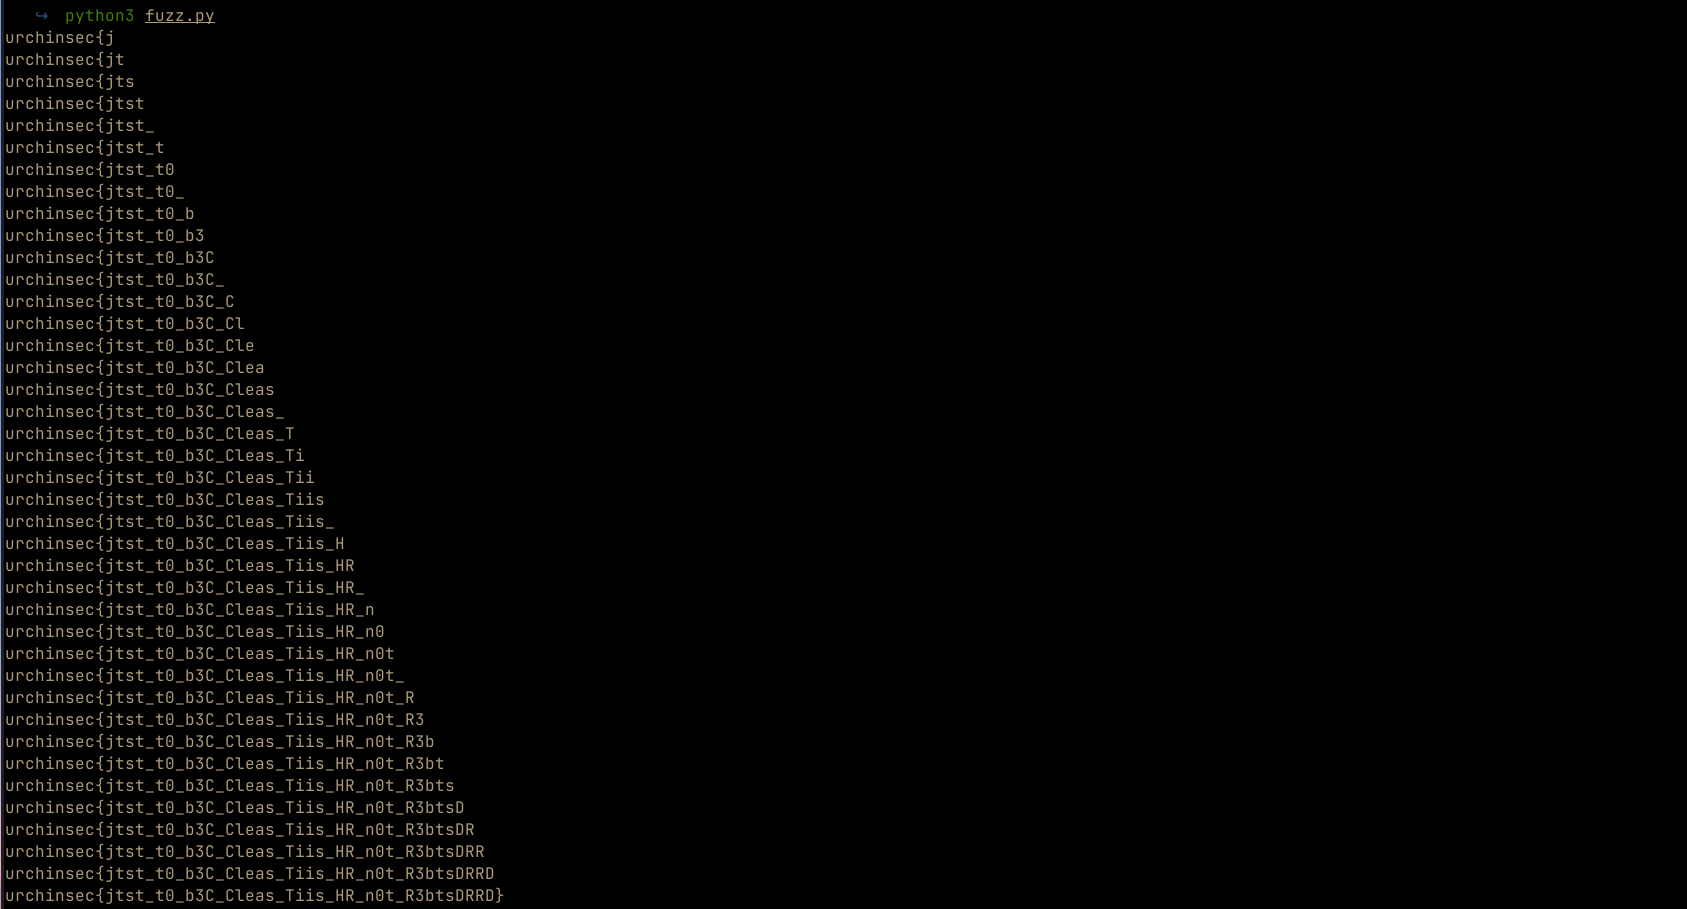 ↪ python3 fuzz.py
urchinsec{j
urchinsec{jt
urchinsec{jts
urchinsec{jtst
urchinsec{jtst_
urchinsec{jtst_t
urchinsec{jtst_t0
urchinsec{jtst_t0_
urchinsec{jtst_t0_b
urchinsec{jtst_t0_b3
urchinsec{jtst_t0_b3C
urchinsec{jtst_t0_b3C_
urchinsec{jtst_t0_b3C_C
urchinsec{jtst_t0_b3C_Cl
urchinsec{jtst_t0_b3C_Cle
urchinsec{jtst_t0_b3C_Clea
urchinsec{jtst_t0_b3C_Cleas
urchinsec{jtst_t0_b3C_Cleas_
urchinsec{jtst_t0_b3C_Cleas_T
urchinsec{jtst_t0_b3C_Cleas_Ti
urchinsec{jtst_t0_b3C_Cleas_Tii
urchinsec{jtst_t0_b3C_Cleas_Tiis
urchinsec{jtst_t0_b3C_Cleas_Tiis_
urchinsec{jtst_t0_b3C_Cleas_Tiis_H
urchinsec{jtst_t0_b3C_Cleas_Tiis_HR
urchinsec{jtst_t0_b3C_Cleas_Tiis_HR_
urchinsec{jtst_t0_b3C_Cleas_Tiis_HR_n
urchinsec{jtst_t0_b3C_Cleas_Tiis_HR_n0
urchinsec{jtst_t0_b3C_Cleas_Tiis_HR_n0t
urchinsec{jtst_t0_b3C_Cleas_Tiis_HR_n0t_
urchinsec{jtst_t0_b3C_Cleas_Tiis_HR_n0t_R
urchinsec{jtst_t0_b3C_Cleas_Tiis_HR_n0t_R3
urchinsec{jtst_t0_b3C_Cleas_Tiis_HR_n0t_R3b
urchinsec{jtst_t0_b3C_Cleas_Tiis_HR_n0t_R3bt
urchinsec{jtst_t0_b3C_Cleas_Tiis_HR_n0t_R3bts
urchinsec{jtst_t0_b3C_Cleas_Tiis_HR_n0t_R3btsD
urchinsec{jtst_t0_b3C_Cleas_Tiis_HR_n0t_R3btsDR
urchinsec{jtst_t0_b3C_Cleas_Tiis_HR_n0t_R3btsDRR
urchinsec{jtst_t0_b3C_Cleas_Tiis_HR_n0t_R3btsDRRD
urchinsec{jtst_t0_b3C_Cleas_Tiis_HR_n0t_R3btsDRRD}